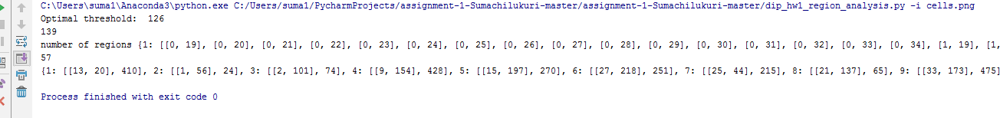 C:\Users\suma1\Anaconda3\python.exe C:/Users/suma1/PycharmProjects/assignment-1-Sumachilukuri-master/assignment-1-Sumachilukuri-master/dip_hw1_region_analysis.py -i cells.png
Optimal threshold:  126
139
number of regions {1: [[0, 19], [0, 20], [0, 21], [0, 22], [0, 23], [0, 24], [0, 25], [0, 26], [0, 27], [0, 28], [0, 29], [0, 30], [0, 31], [0, 32], [0, 33], [0, 34], [1, 19], [1,
57
{1: [[13, 20], 410], 2: [[1, 56], 24], 3: [[2, 101], 74], 4: [[9, 154], 428], 5: [[15, 197], 270], 6: [[27, 218], 251], 7: [[25, 44], 215], 8: [[21, 137], 65], 9: [[33, 173], 475]
Process finished with exit code 0